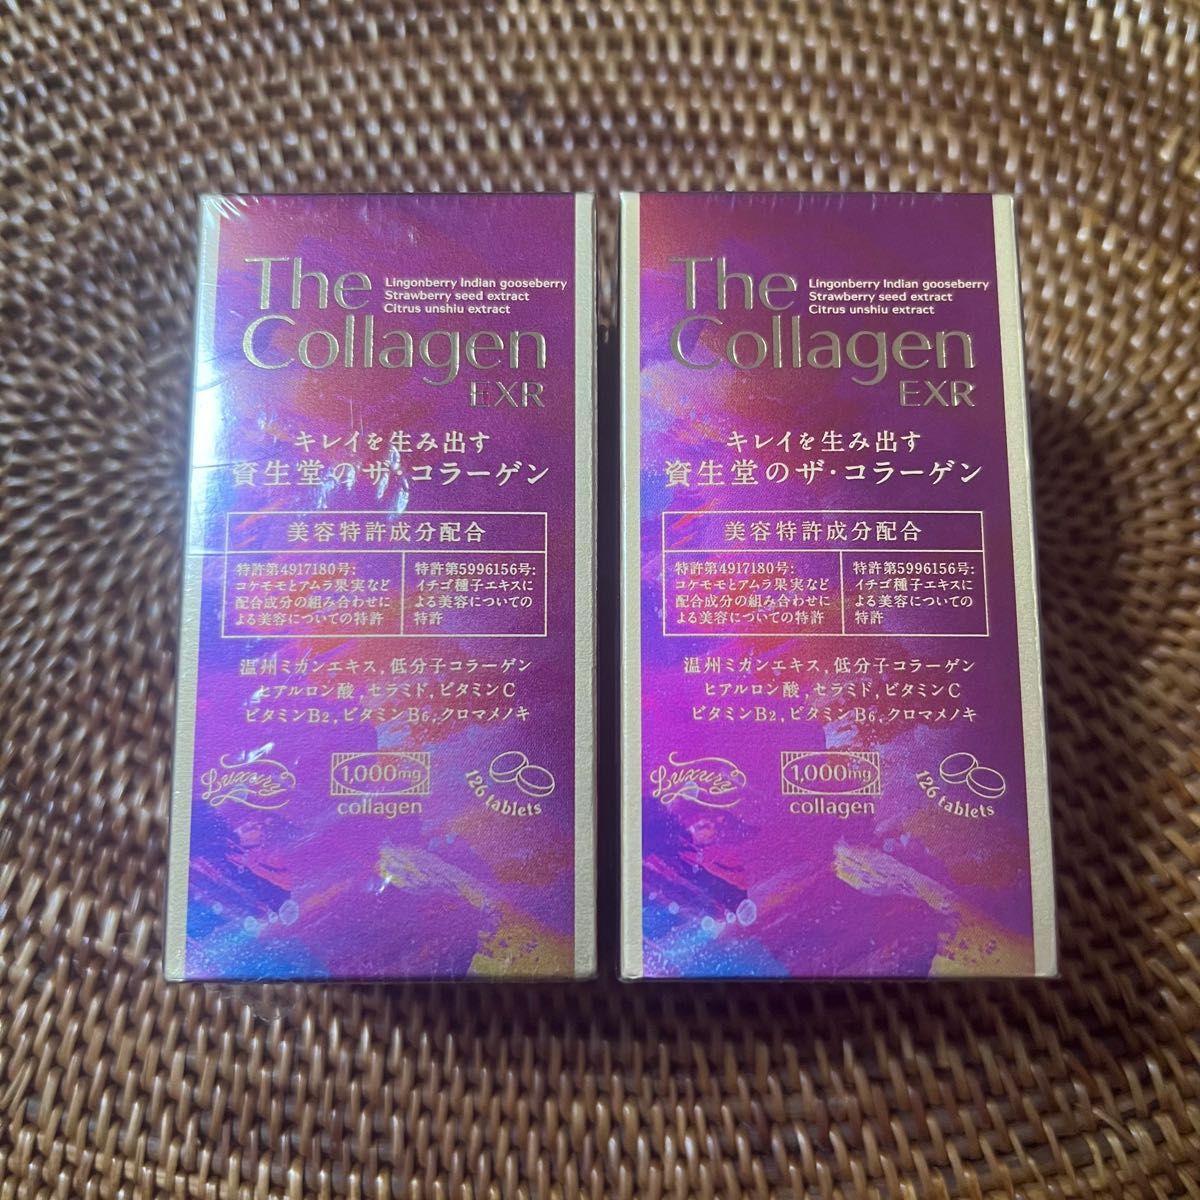 The
Collagen
EXR
Lingonberry Indian gooseberry
Strawberry seed extract
Citrus unshiu extract
キレイを生み出す
資生堂のザ・コラーゲン
美容特許成分配合
特許第4917180号:
コケモモとアムラ果実など
配合成分の組み合わせに
よる美容についての特許
特許第5996156号:
イチゴ種子エキスに
よる美容についての
特許
温州ミカンエキス,低分子コラーゲン
ヒアルロン酸,セラミド,ビタミンC
ビタミンB2,ビタミンB6,クロマメノキ
Luxury
1,000mg
collagen
126 tablets
The
Collagen
EXR
Lingonberry Indian gooseberry
Strawberry seed extract
Citrus unshiu extract
キレイを生み出す
資生堂のザ・コラーゲン
美容特許成分配合
特許第4917180号:
コケモモとアムラ果実など
配合成分の組み合わせに
よる美容についての特許
特許第5996156号:
イチゴ種子エキスに
よる美容についての
特許
温州ミカンエキス,低分子コラーゲン
ヒアルロン酸,セラミド,ビタミンC
ビタミンB2,ビタミンB6,クロマメノキ
Luxury
1,000mg
collagen
126 tablets